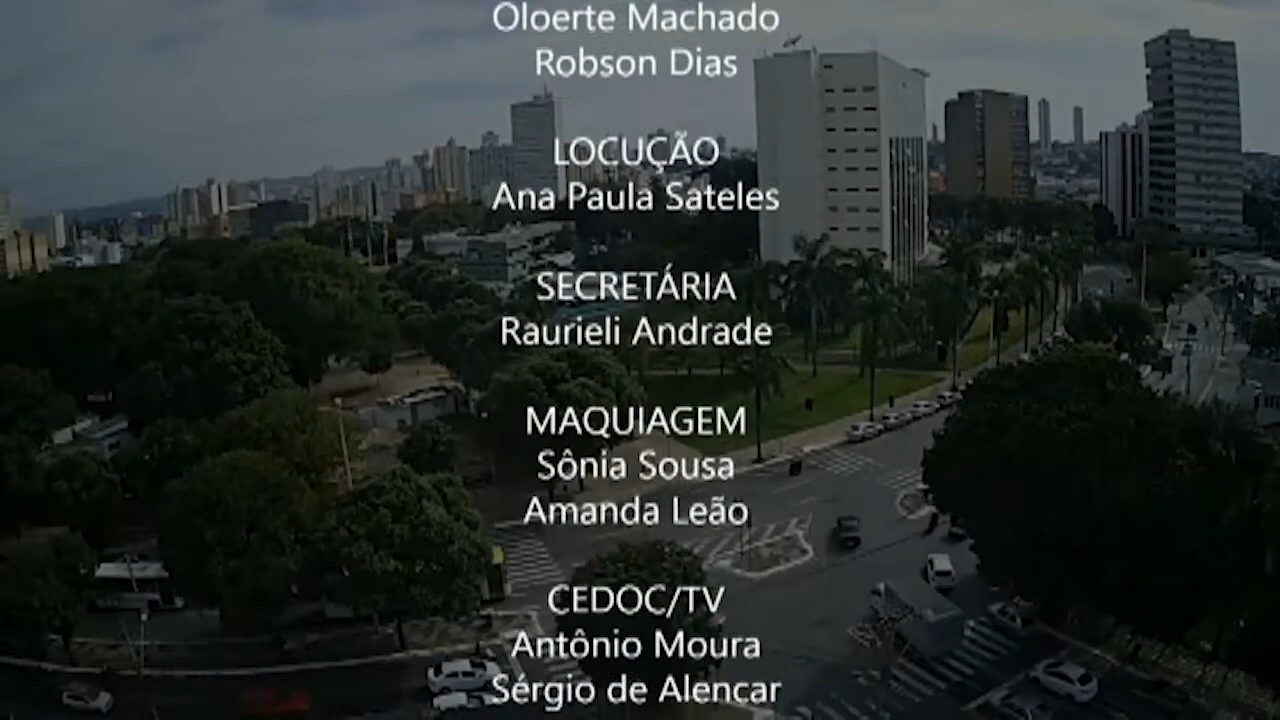 Oloerte Machado
Robson Dias
LOCUÇÃO
Ana Paula Sateles
SECRETÁRIA
Raurieli Andrade
MAQUIAGEM
Sônia Sousa
Amanda Leão
CEDOC/TV
Antônio Moura
Sérgio de Alencar